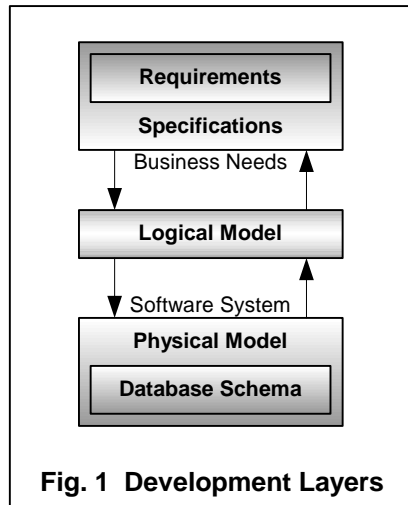 Requirements
Specifications
Business Needs
Logical Model
Software System
Physical Model
Database Schema
Fig. 1 Development Layers